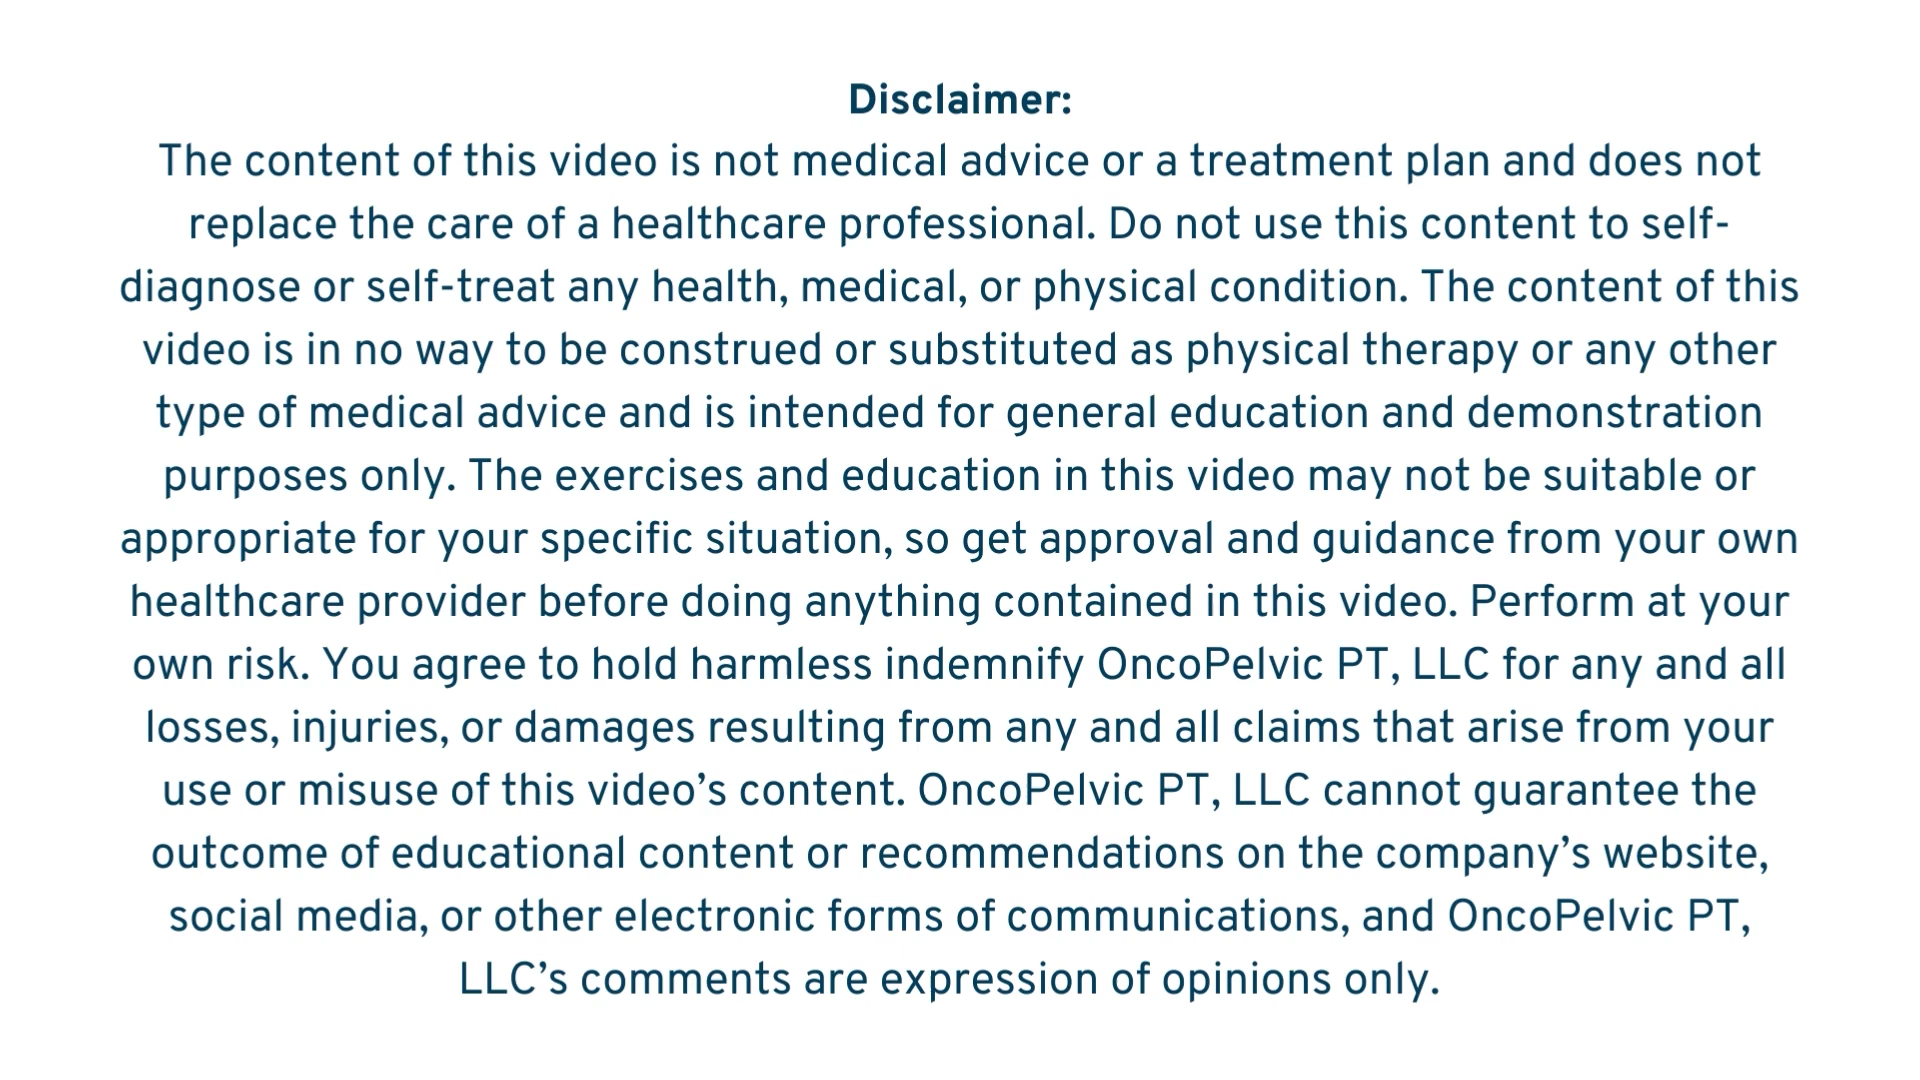 Disclaimer:
The content of this video is not medical advice or a treatment plan and does not
replace the care of a healthcare professional. Do not use this content to self-
diagnose or self-treat any health, medical, or physical condition. The content of this
video is in no way to be construed or substituted as physical therapy or any other
type of medical advice and is intended for general education and demonstration
purposes only. The exercises and education in this video may not be suitable or
appropriate for your specific situation, so get approval and guidance from your own
healthcare provider before doing anything contained in this video. Perform at your
own risk. You agree to hold harmless indemnify OncoPelvic PT, LLC for any and all
losses, injuries, or damages resulting from any and all claims that arise from your
use or misuse of this video’s content. OncoPelvic PT, LLC cannot guarantee the
outcome of educational content or recommendations on the company’s website,
social media, or other electronic forms of communications, and OncoPelvic PT,
LLC’s comments are expression of opinions only.